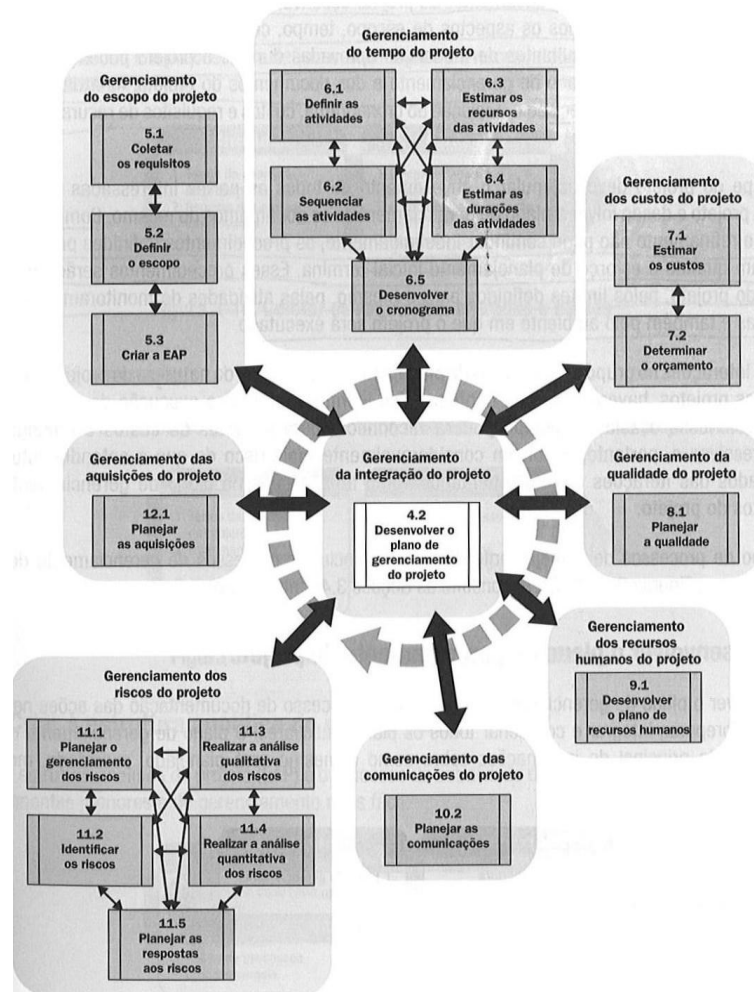 Gerenciamento
do tempo do projeto
6.1
Definir as
atividades
6.3
Estimar os
recursos
das atividades
6.2
Sequenciar
as atividades
6.4
Estimar as
durações
das atividades
6.5
Desenvolver
o cronograma
Gerenciamento
do escopo do projeto
5.1
Coletar
os requisitos
5.2
Definir
o escopo
5.3
Criar a EAP
Gerenciamento
dos custos do projeto
7.1
Estimar
os custos
7.2
Determinar
o orçamento
Gerenciamento das
aquisições do projeto
12.1
Planejar
as aquisições
Gerenciamento
da integração do projeto
4.2
Desenvolver o
plano de
gerenciamento
do projeto
Gerenciamento da
qualidade do projeto
8.1
Planejar
a qualidade
Gerenciamento
dos recursos
humanos do projeto
9.1
Desenvolver
o plano de
recursos humanos
Gerenciamento dos
riscos do projeto
11.1
Planejar o
gerenciamento
dos riscos
11.3
Realizar a análise
qualitativa
dos riscos
11.2
Identificar
os riscos
11.4
Realizar a análise
quantitativa
dos riscos
11.5
Planejar as
respostas
aos riscos
Gerenciamento das
comunicações do projeto
10.2
Planejar as
comunicações